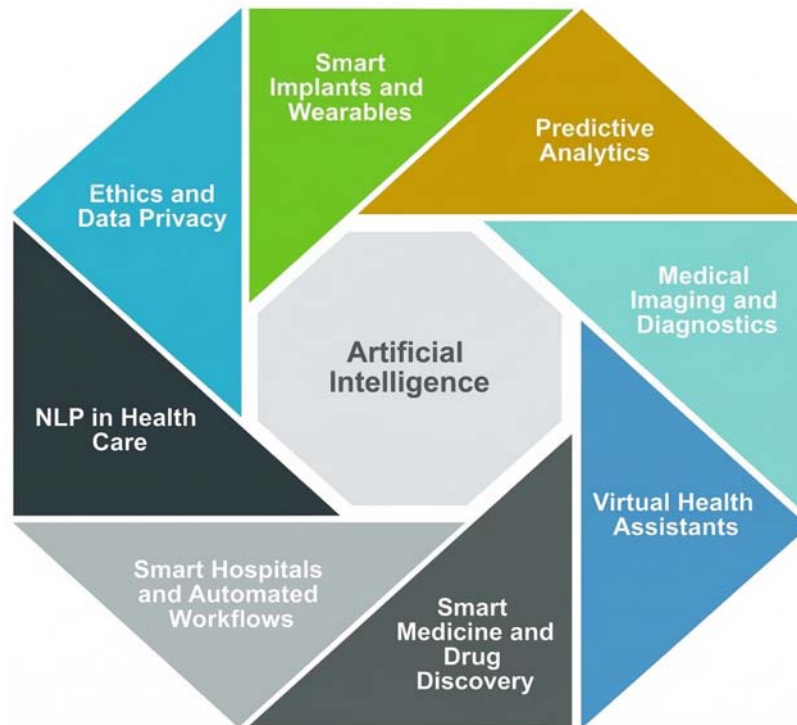 Smart
Implants and
Wearables
Predictive
Analytics
Ethics and
Data Privacy
Medical
Imaging and
Diagnostics
Artificial
Intelligence
NLP in Health
Care
Virtual Health
Assistants
Smart Hospitals
and Automated
Workflows
Smart
Medicine and
Drug
Discovery